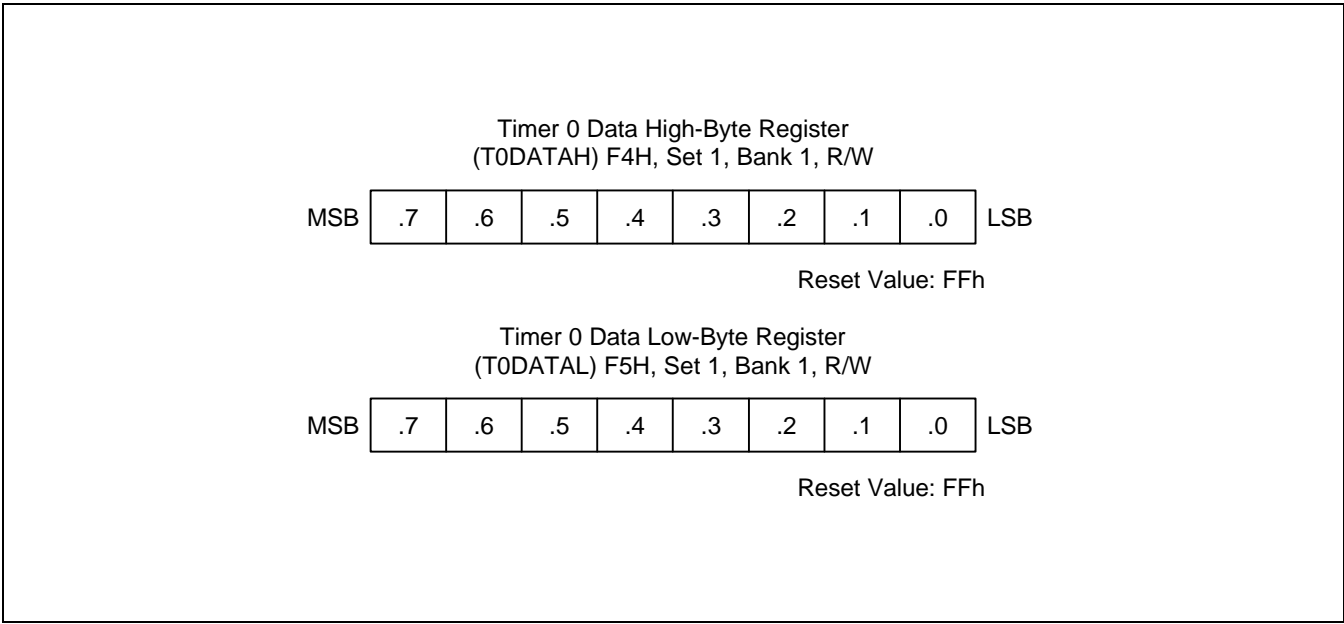 Timer 0 Data High-Byte Register
(T0DATAH) F4H, Set 1, Bank 1, R/W
MSB .7 .6 .5 .4 .3 .2 .1 .0 LSB
Reset Value: FFh
Timer 0 Data Low-Byte Register
(T0DATAL) F5H, Set 1, Bank 1, R/W
MSB .7 .6 .5 .4 .3 .2 .1 .0 LSB
Reset Value: FFh